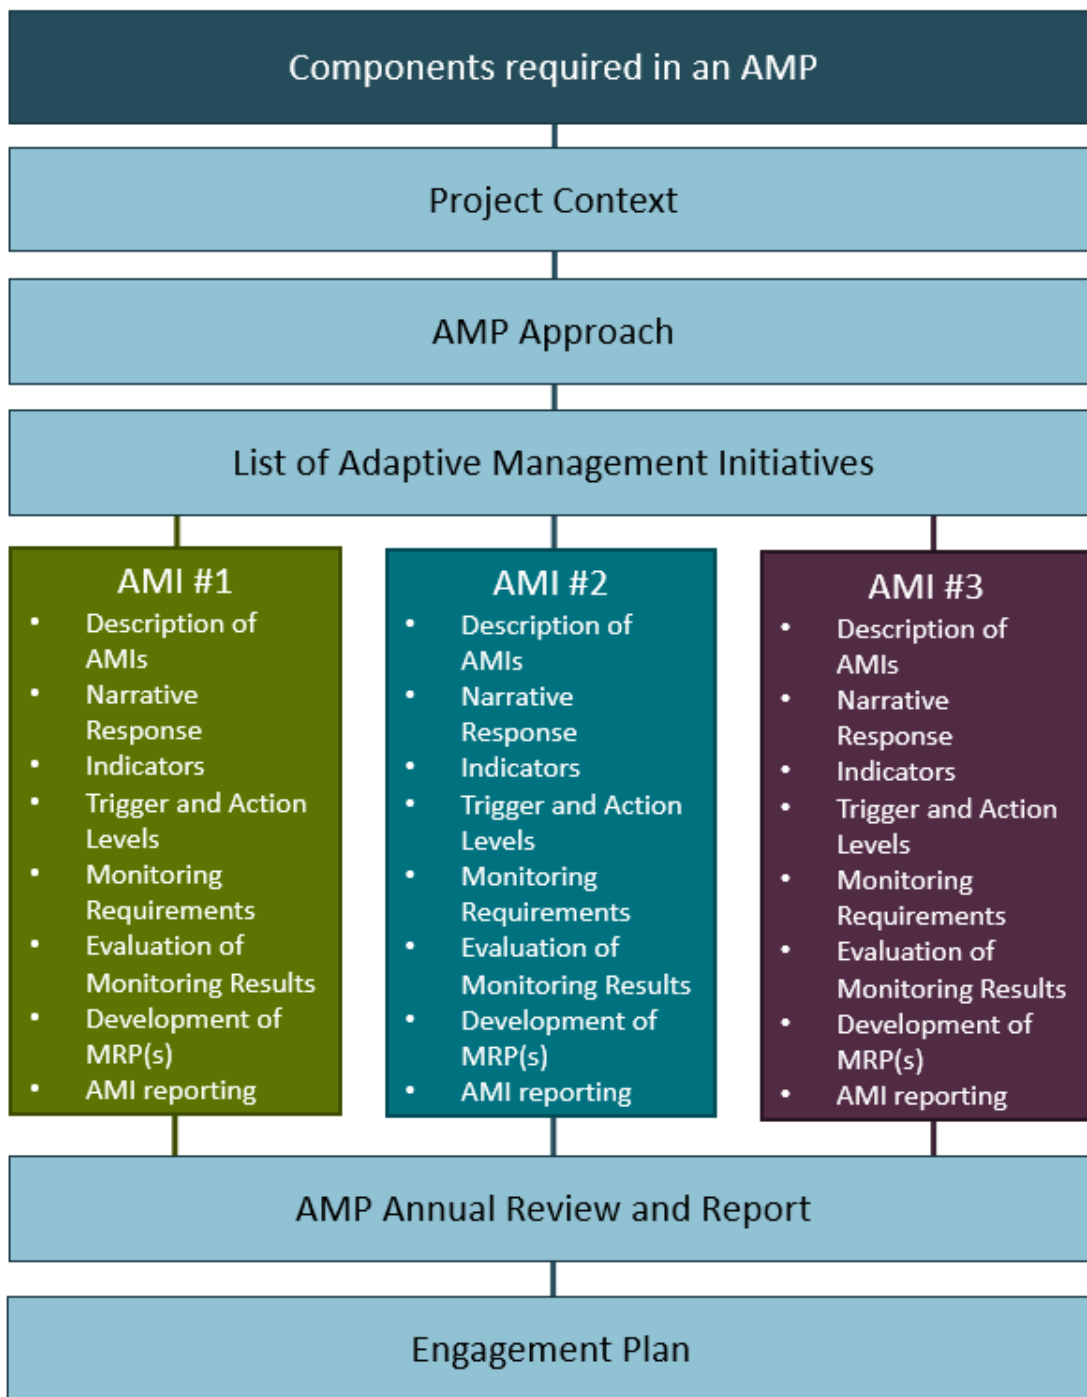 Components required in an AMP
Project Context
AMP Approach
List of Adaptive Management Initiatives
AMI #1
• Description of
AMIs
• Narrative
Response
• Indicators
• Trigger and Action
Levels
• Monitoring
Requirements
• Evaluation of
Monitoring Results
• Development of
MRP(s)
• AMI reporting
AMI #2
• Description of
AMIs
• Narrative
Response
• Indicators
• Trigger and Action
Levels
• Monitoring
Requirements
• Evaluation of
Monitoring Results
• Development of
MRP(s)
• AMI reporting
AMI #3
• Description of
AMIs
• Narrative
Response
• Indicators
• Trigger and Action
Levels
• Monitoring
Requirements
• Evaluation of
Monitoring Results
• Development of
MRP(s)
• AMI reporting
AMP Annual Review and Report
Engagement Plan